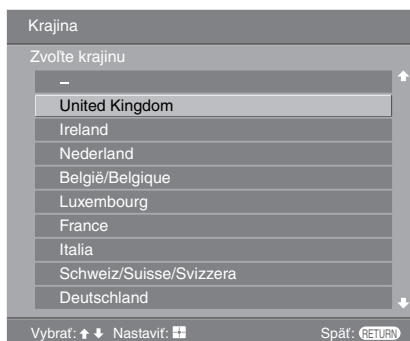 Krajina
Zvoľte krajinu
–
United Kingdom
Ireland
Nederland
België/Belgique
Luxembourg
France
Italia
Schweiz/Suisse/Svizzera
Deutschland
Vybrať: Nastaviť: Späť: RETURN